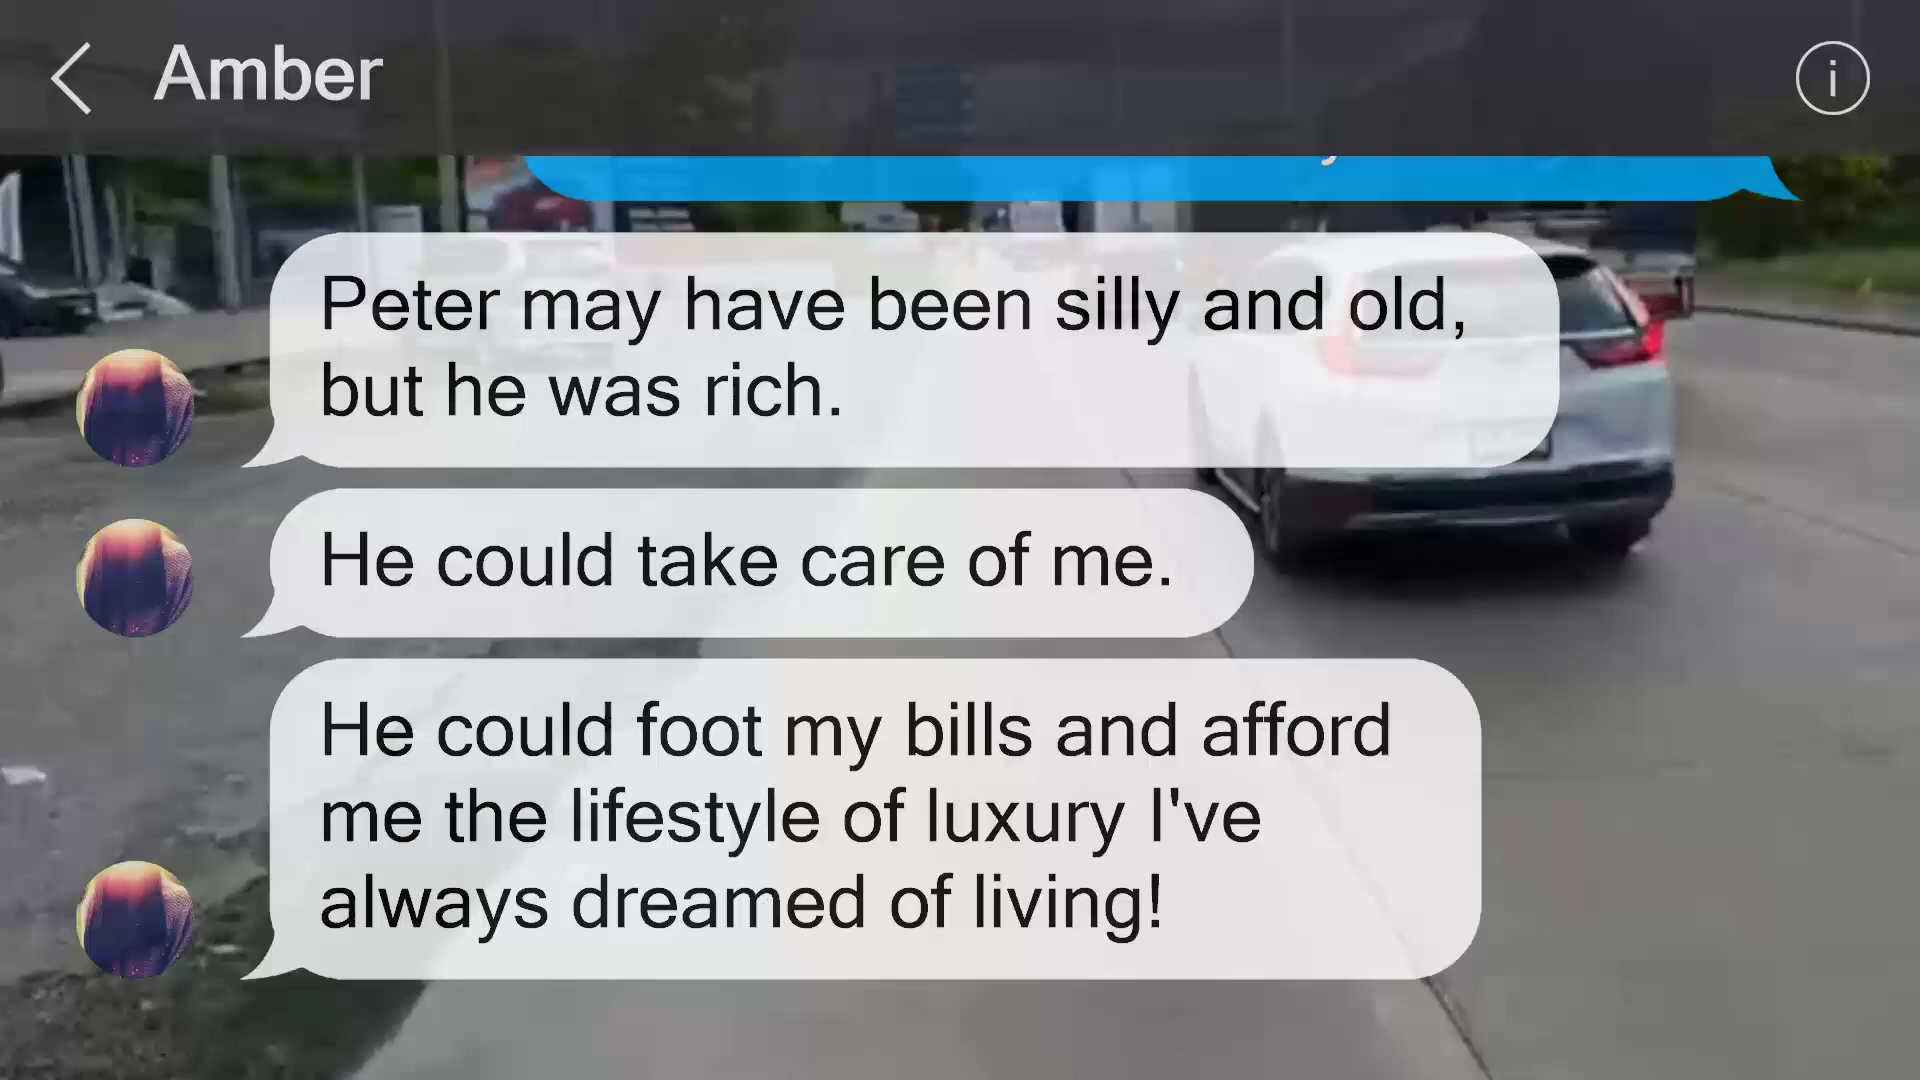 Amber
Peter may have been silly and old,
but he was rich.
He could take care of me.
He could foot my bills and afford
me the lifestyle of luxury I've
always dreamed of living!